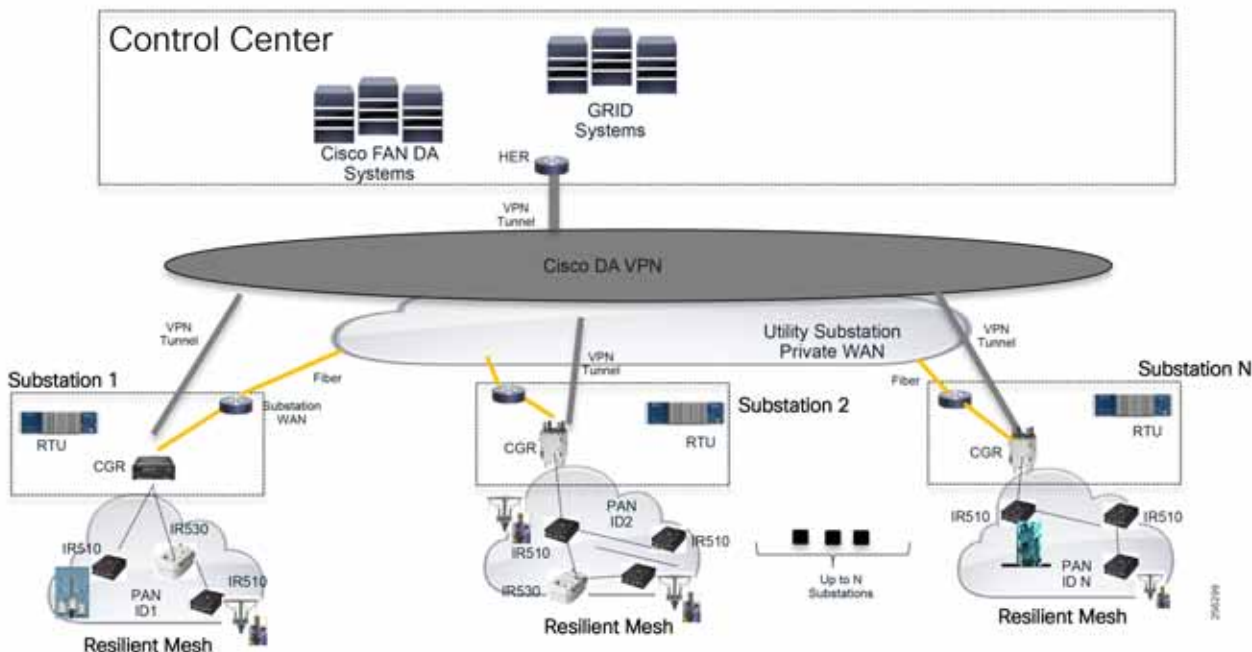 Control Center
GRID
Systems
Cisco FAN DA
Systems
HER
VPN
Tunnel
Cisco DA VPN
VPN
Tunnel
VPN
Tunnel
VPN
Tunnel
Utility Substation
Private WAN
Fiber
Fiber
Substation 1
Substation
WAN
RTU
CGR
Substation 2
RTU
CGR
Substation N
RTU
CGR
IR530
IR510
IR510
PAN
ID1
Resilient Mesh
PAN
ID2
IR510
IR510
IR530
Resilient Mesh
Up to N
Substations
IR510
IR510
PAN
ID N
Resilient Mesh
256299